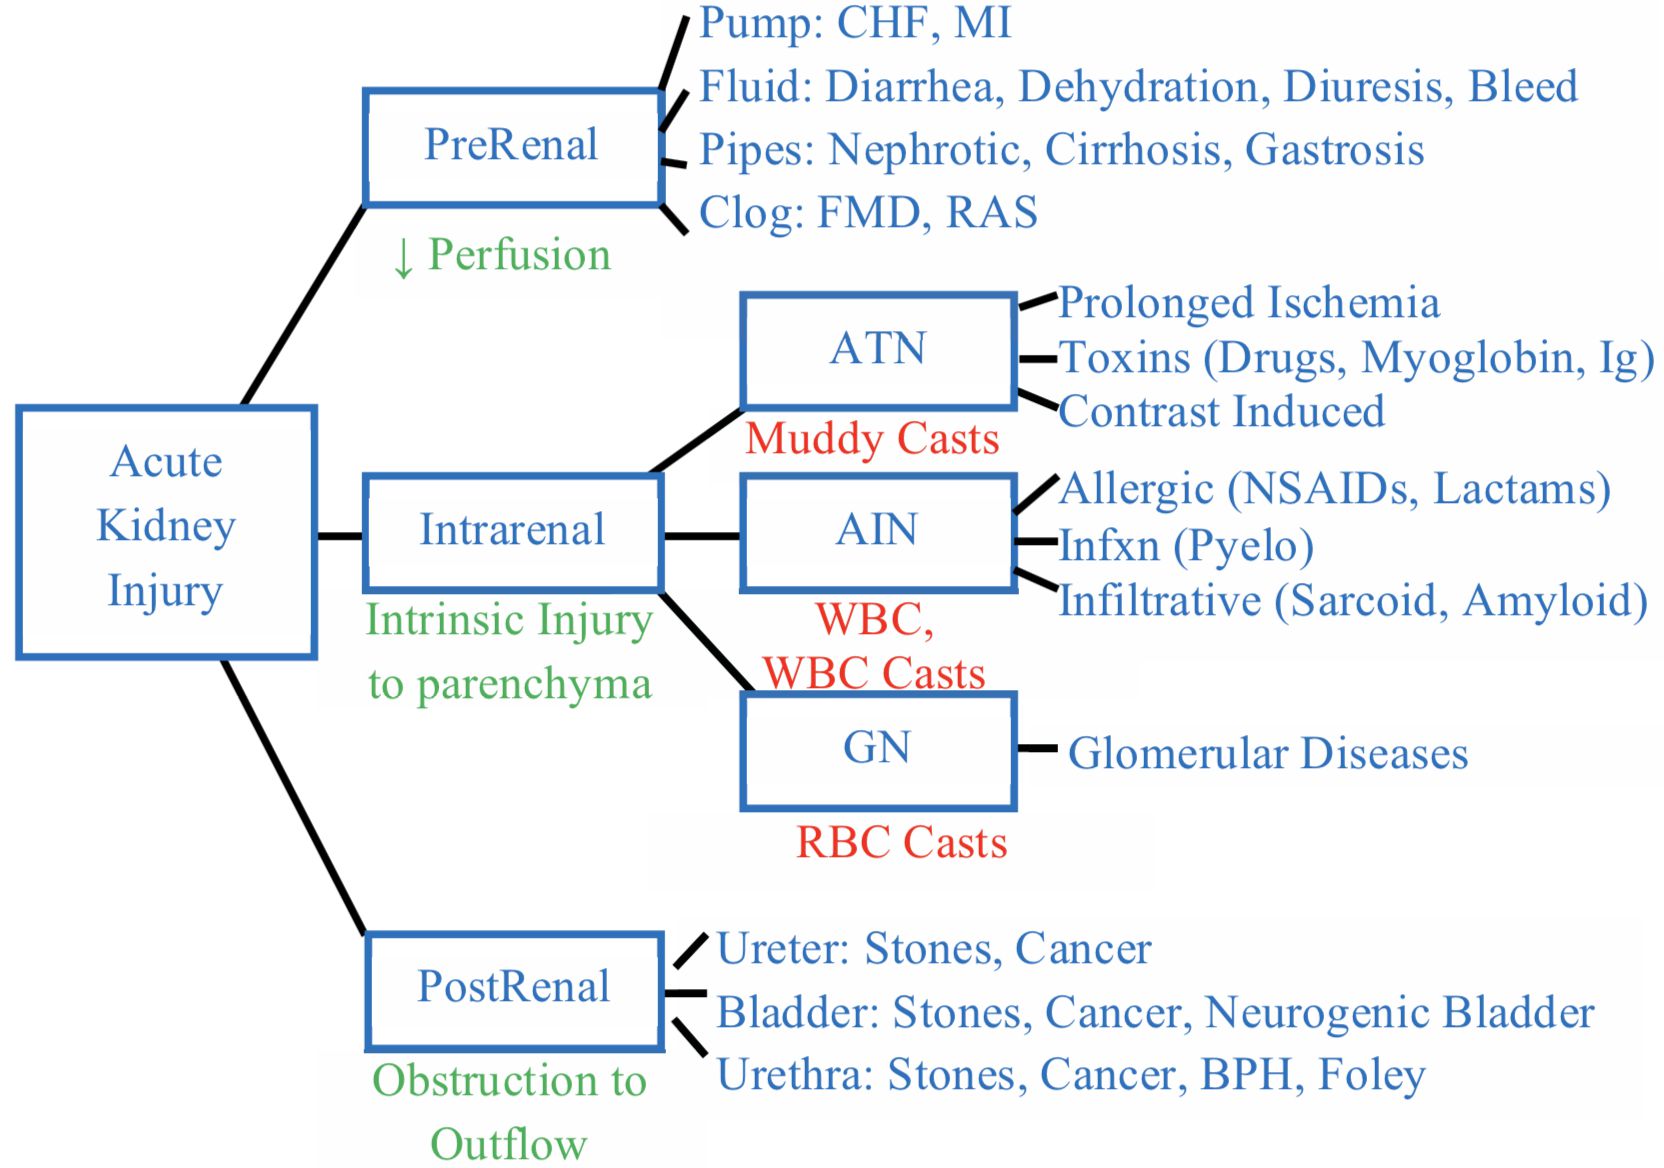 Pump: CHF, MI
Fluid: Diarrhea, Dehydration, Diuresis, Bleed
PreRenal
Pipes: Nephrotic, Cirrhosis, Gastrosis
Clog: FMD, RAS
↓ Perfusion
Prolonged Ischemia
ATN
Toxins (Drugs, Myoglobin, Ig)
Contrast Induced
Muddy Casts
Acute
Kidney
Injury
Intrarenal
Intrinsic Injury
to parenchyma
AIN
Allergic (NSAIDs, Lactams)
Infxn (Pyelo)
Infiltrative (Sarcoid, Amyloid)
WBC,
WBC Casts
GN
Glomerular Diseases
RBC Casts
PostRenal
Ureter: Stones, Cancer
Bladder: Stones, Cancer, Neurogenic Bladder
Urethra: Stones, Cancer, BPH, Foley
Obstruction to
Outflow